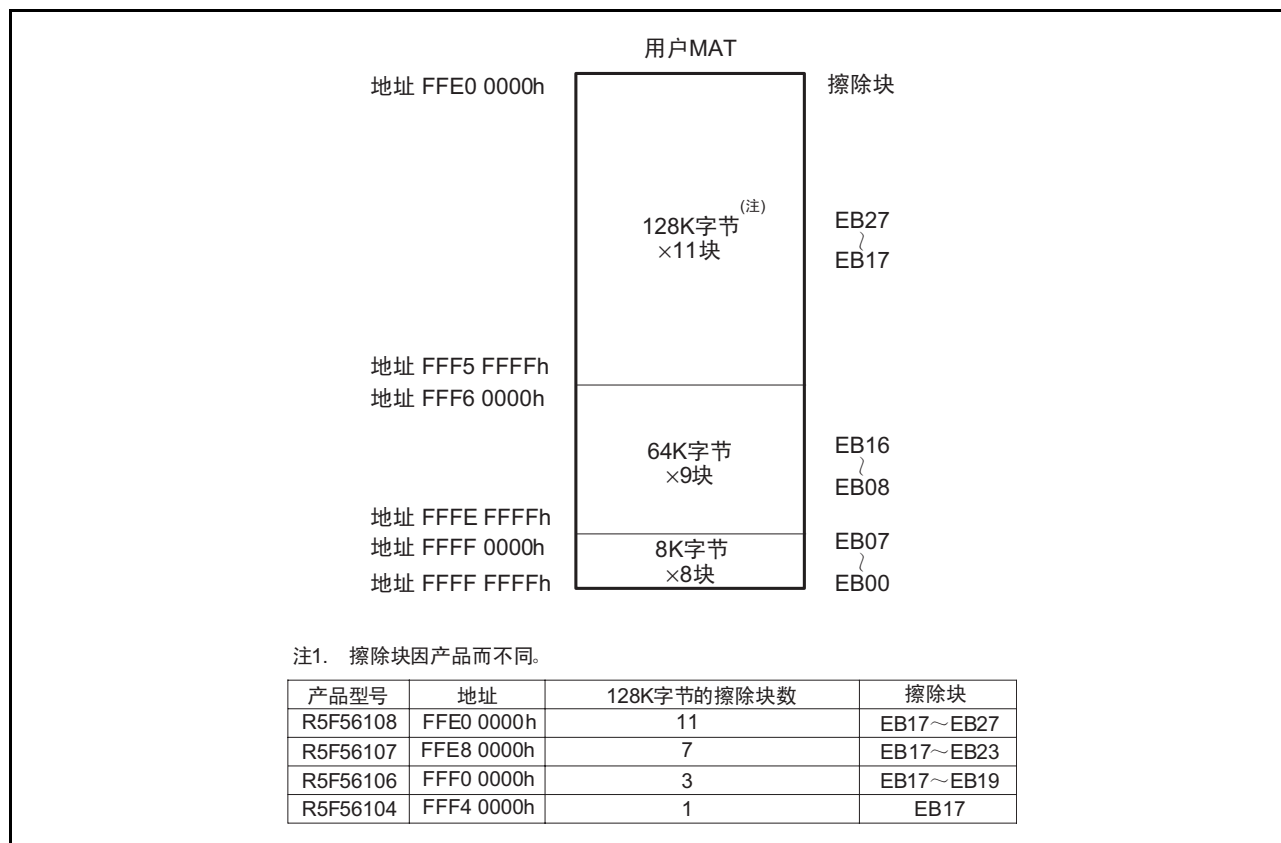 用户MAT
地址 FFE0 0000h
擦除块
128K字节(注)
×11块
EB27
～
EB17
地址 FFF5 FFFFh
地址 FFF6 0000h
64K字节
×9块
EB16
～
EB08
地址 FFFE FFFFh
地址 FFFF 0000h
8K字节
×8块
EB07
～
EB00
地址 FFFF FFFFh
注1. 擦除块因产品而不同。
产品型号 地址 128K字节的擦除块数 擦除块
R5F56108 FFE0 0000h 11 EB17～EB27
R5F56107 FFE8 0000h 7 EB17～EB23
R5F56106 FFF0 0000h 3 EB17～EB19
R5F56104 FFF4 0000h 1 EB17